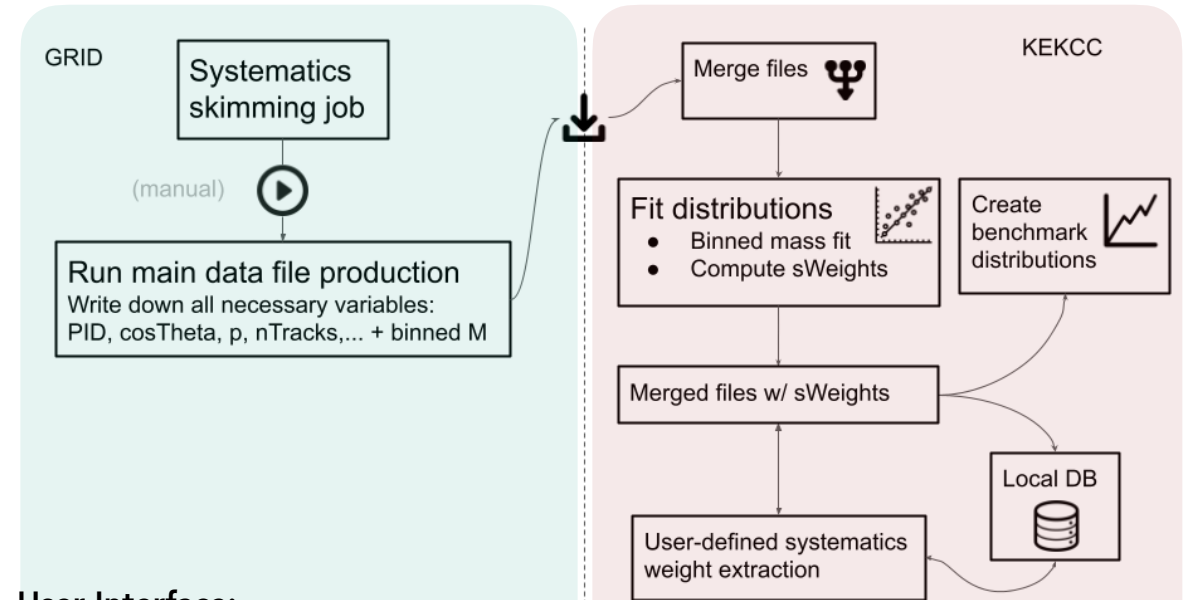 GRID
Systematics
skimming job
(manual)
Run main data file production
Write down all necessary variables:
PID, cosTheta, p, nTracks,... + binned M
KEKCC
Merge files
Fit distributions
● Binned mass fit
● Compute sWeights
Create
benchmark
distributions
Merged files w/ sWeights
Local DB
User-defined systematics
weight extraction
User Interface: